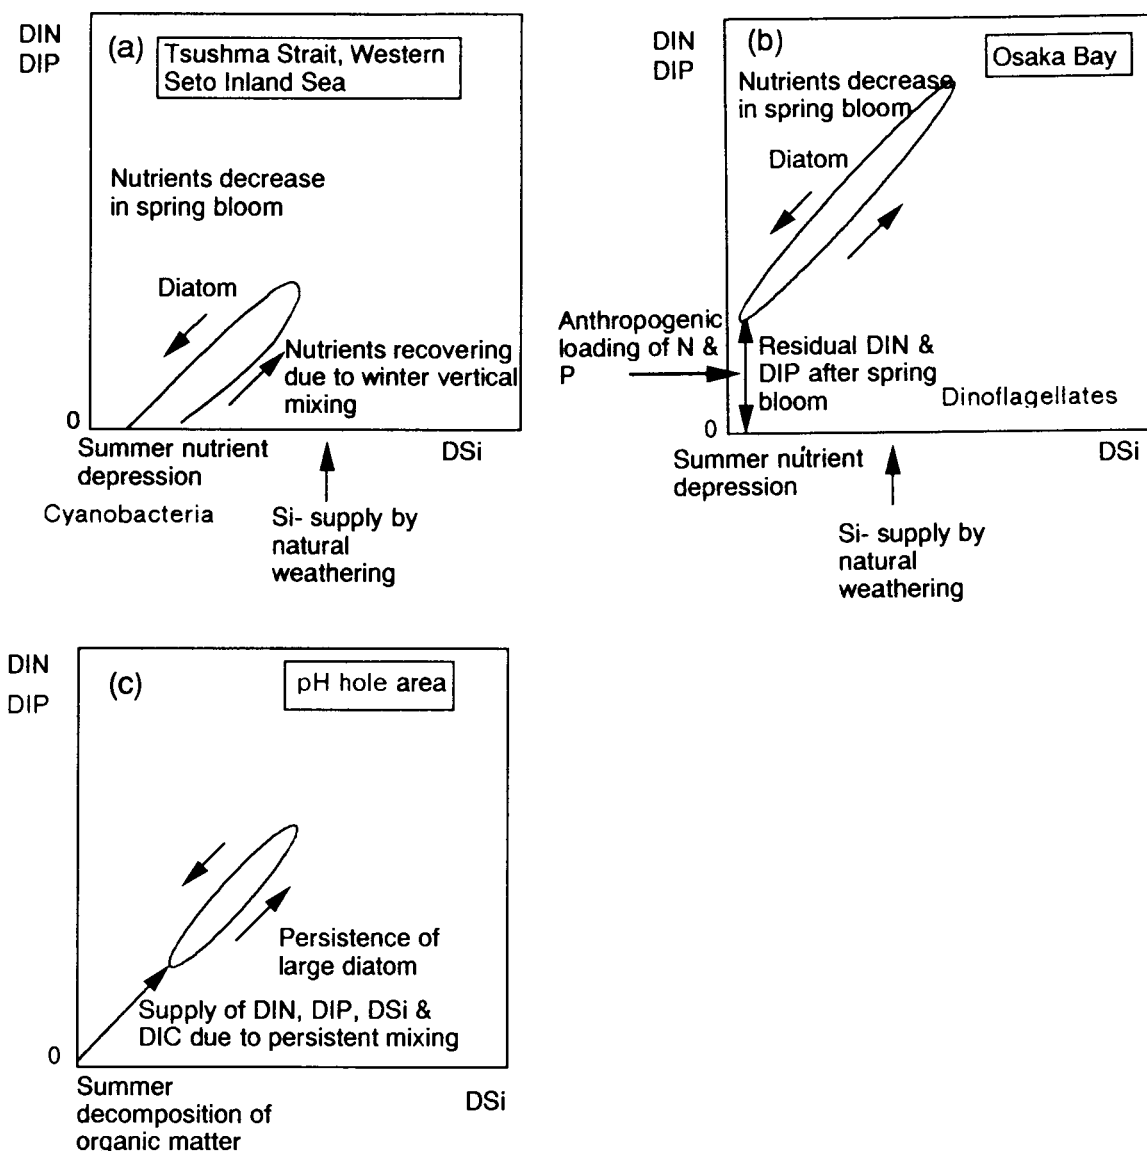 DIN
DIP
(a)
Tsushma Strait, Western
Seto Inland Sea
Nutrients decrease
in spring bloom
Diatom
Nutrients recovering
due to winter vertical
mixing
0
Summer nutrient
depression
DSi
Cyanobacteria
Si- supply by
natural
weathering
DIN
DIP
(b)
Osaka Bay
Nutrients decrease
in spring bloom
Diatom
Anthropogenic
loading of N &
P
Residual DIN &
DIP after spring
bloom
Dinoflagellates
0
Summer nutrient
depression
DSi
Si- supply by
natural
weathering
DIN
DIP
(c)
pH hole area
Persistence of
large diatom
Supply of DIN, DIP, DSi &
DIC due to persistent mixing
0
Summer
decomposition of
organic matter
DSi